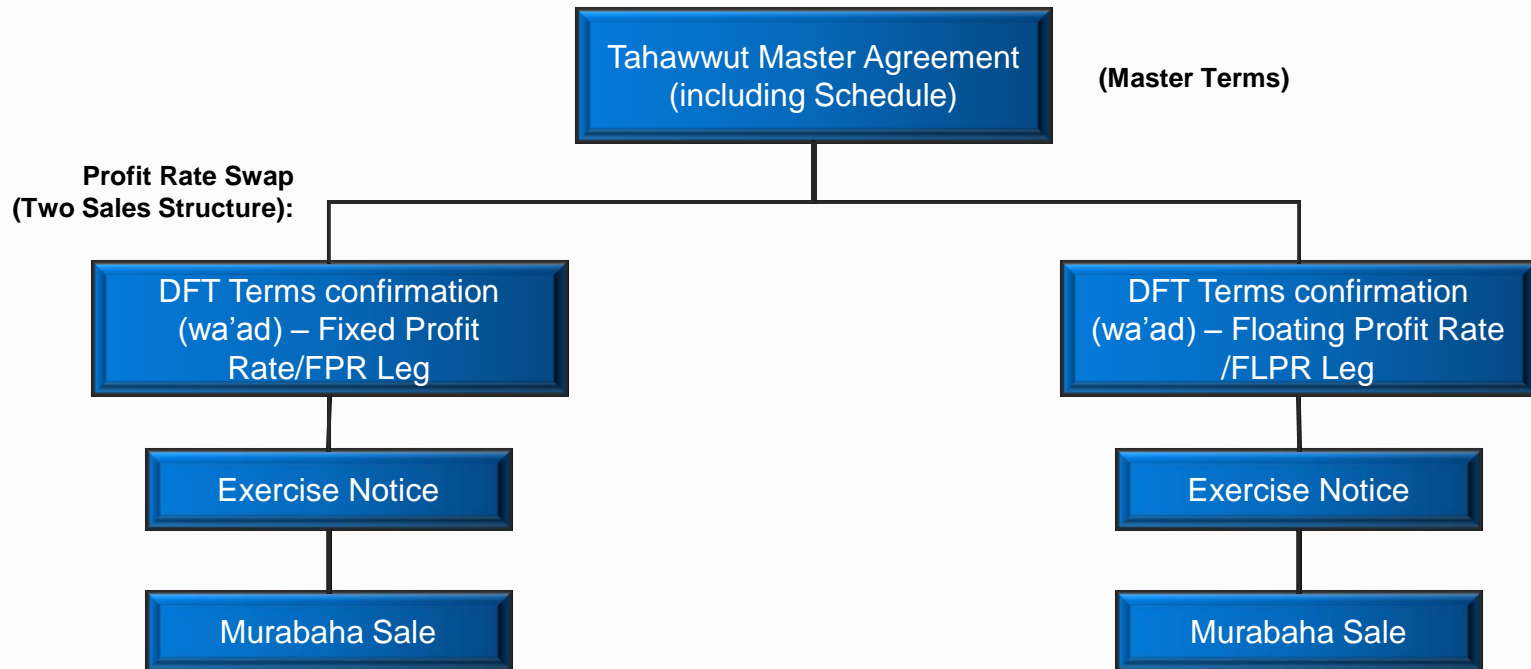 Tahawwut Master Agreement
(including Schedule)
(Master Terms)
Profit Rate Swap
(Two Sales Structure):
DFT Terms confirmation
(wa’ad) – Fixed Profit
Rate/FPR Leg
DFT Terms confirmation
(wa’ad) – Floating Profit Rate
/FLPR Leg
Exercise Notice
Exercise Notice
Murabaha Sale
Murabaha Sale